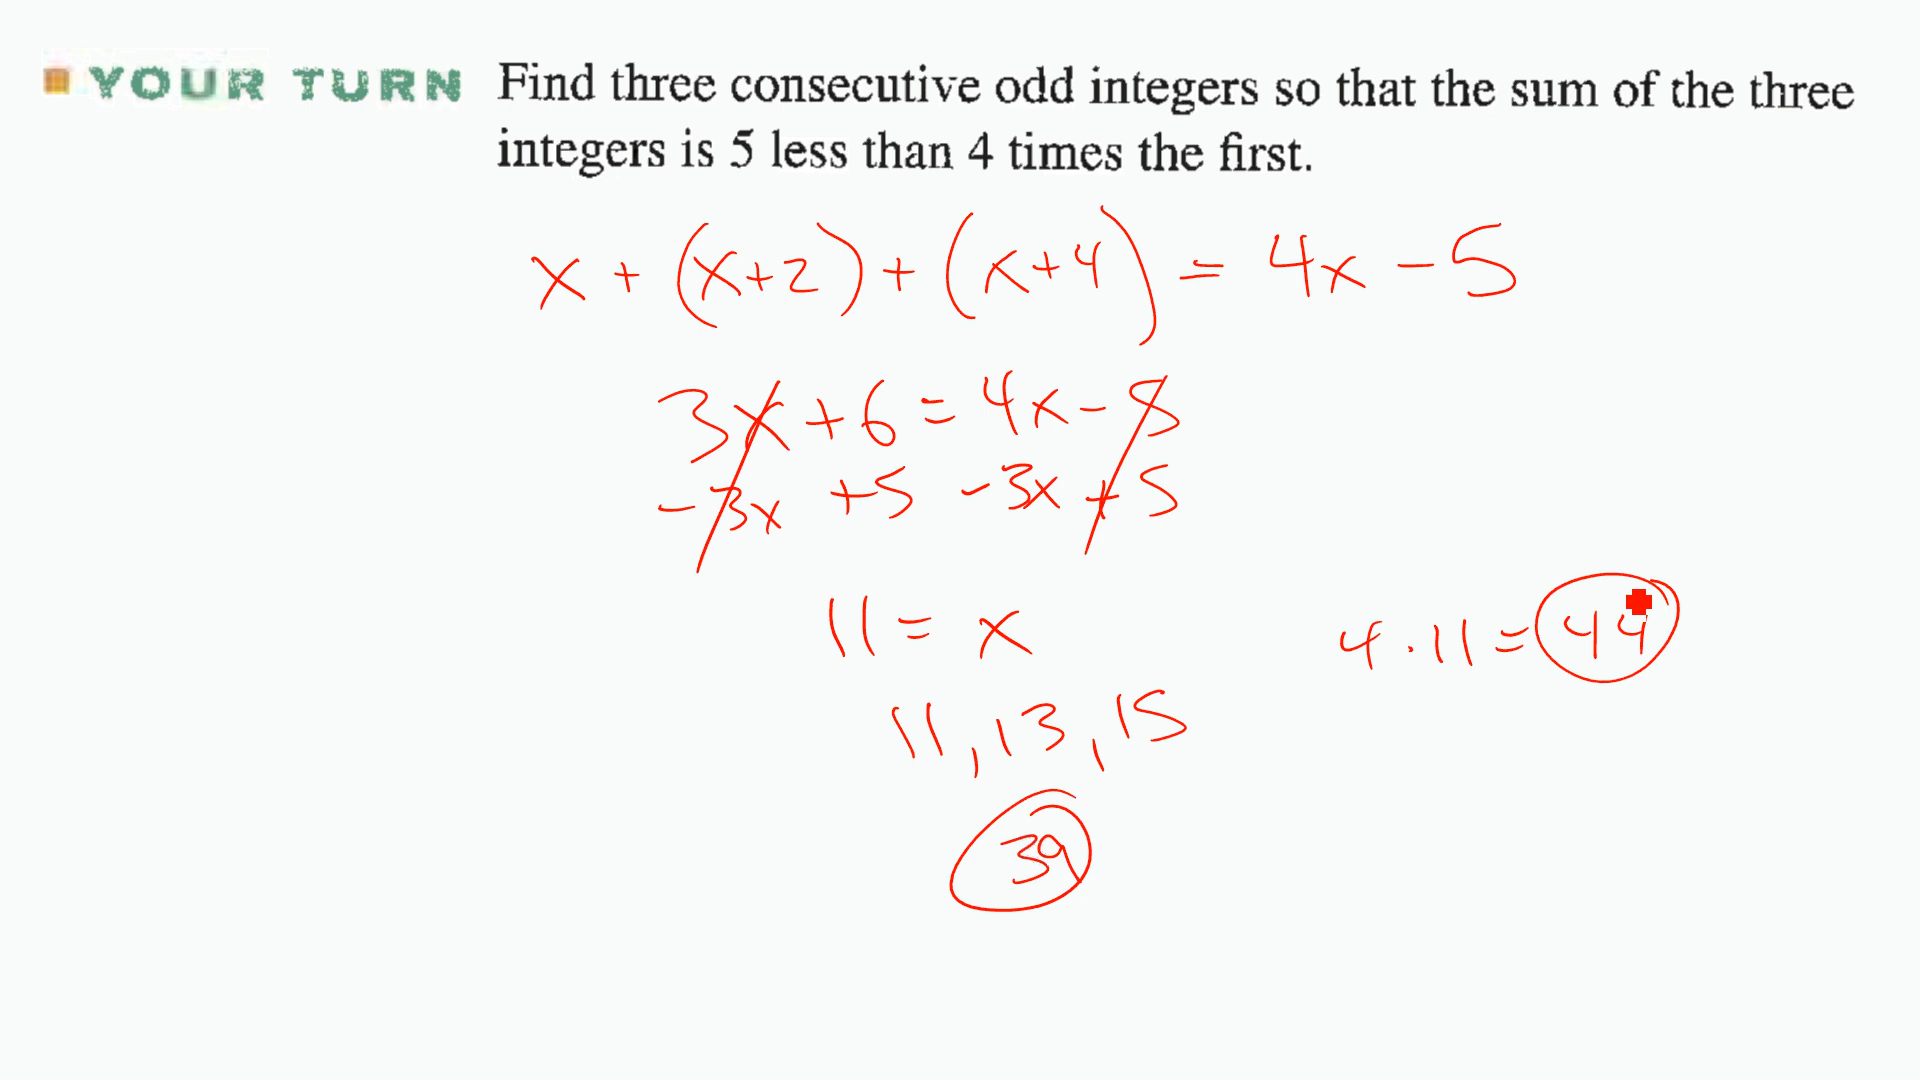 YOUR TURN Find three consecutive odd integers so that the sum of the three
integers is 5 less than 4 times the first.
x + (x+2) + (x+4) = 4x - 5
3x + 6 = 4x - 5
- 3x + 5 - 3x + 5
11 = x
4 · 11 = 44
11, 13, 15
39